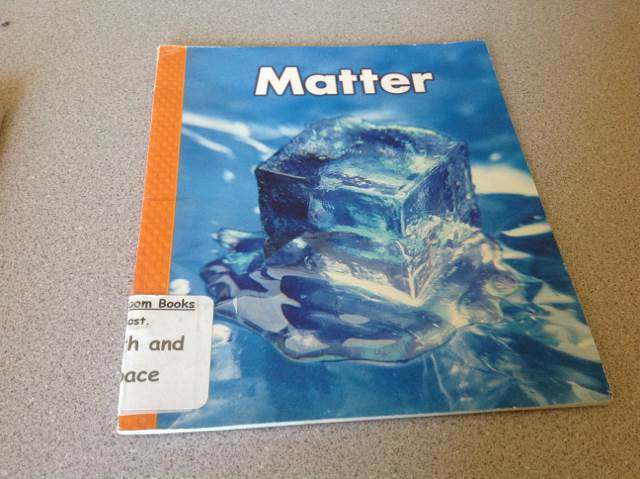 Matter
oom Books
ost.
th and
pace